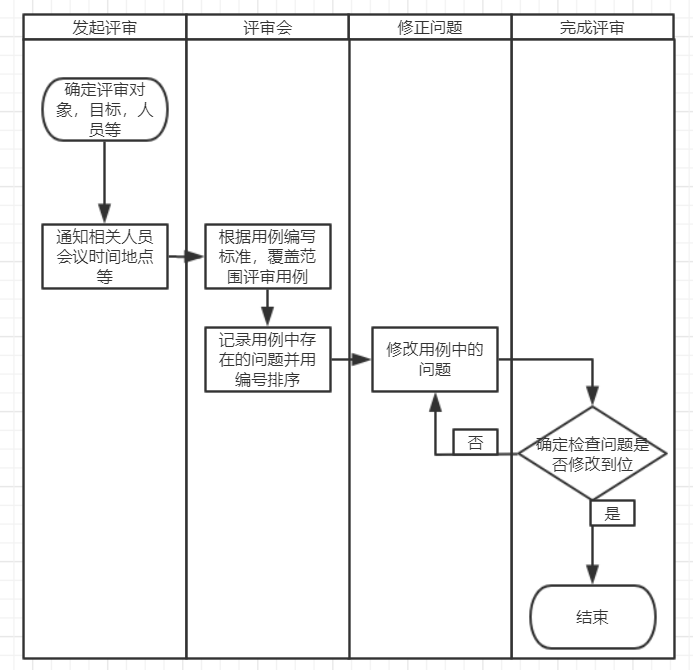 发起评审
评审会
修正问题
完成评审
确定评审对
象，目标，人
员等
通知相关人员
会议时间地点
等
根据用例编写
标准，覆盖范
围评审用例
记录用例中存
在的问题并用
编号排序
修改用例中的
问题
确定检查问题是
否修改到位
否
是
结束